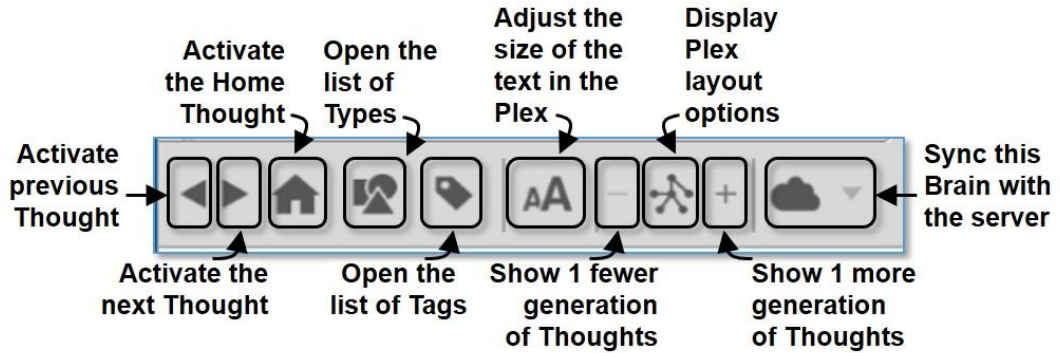 Activate
the Home
Thought
Open the
list of
Types
Adjust the
size of the
text in the
Plex
Display
Plex
layout
options
Activate
previous
Thought
AA
Sync this
Brain with
the server
Activate the
next Thought
Open the
list of Tags
Show 1 fewer
generation
of Thoughts
Show 1 more
generation
of Thoughts